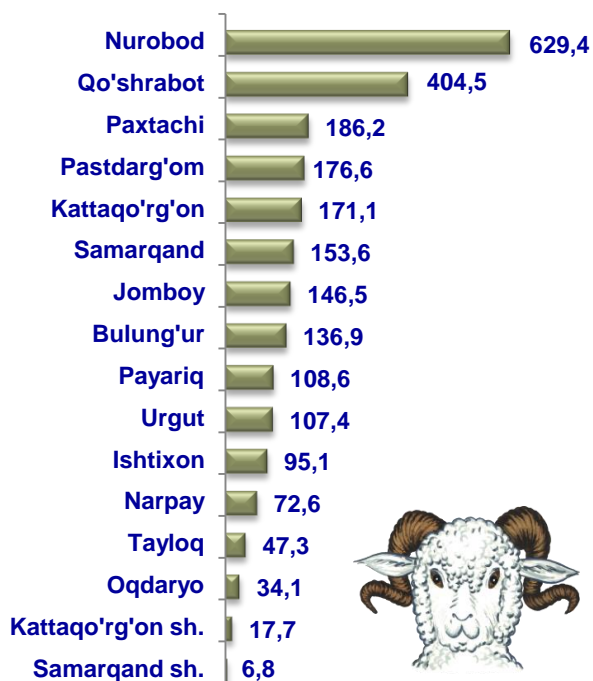 Nurobod 629,4
Qo'shrabot 404,5
Paxtachi 186,2
Pastdarg'om 176,6
Kattaqo'rg'on 171,1
Samarqand 153,6
Jomboy 146,5
Bulung'ur 136,9
Payariq 108,6
Urgut 107,4
Ishtixon 95,1
Narpay 72,6
Tayloq 47,3
Oqdaryo 34,1
Kattaqo'rg'on sh. 17,7
Samarqand sh. 6,8